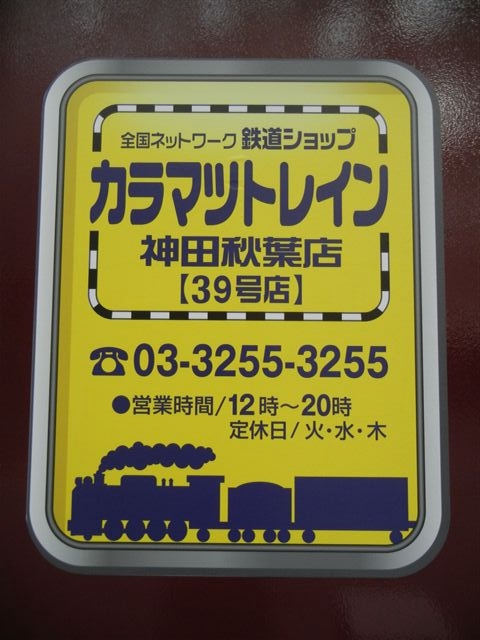 全国ネットワーク 鉄道ショップ
カラマツトレイン
神田秋葉店
【39号店】
☎03-3255-3255
●営業時間/12時～20時
定休日/火・水・木